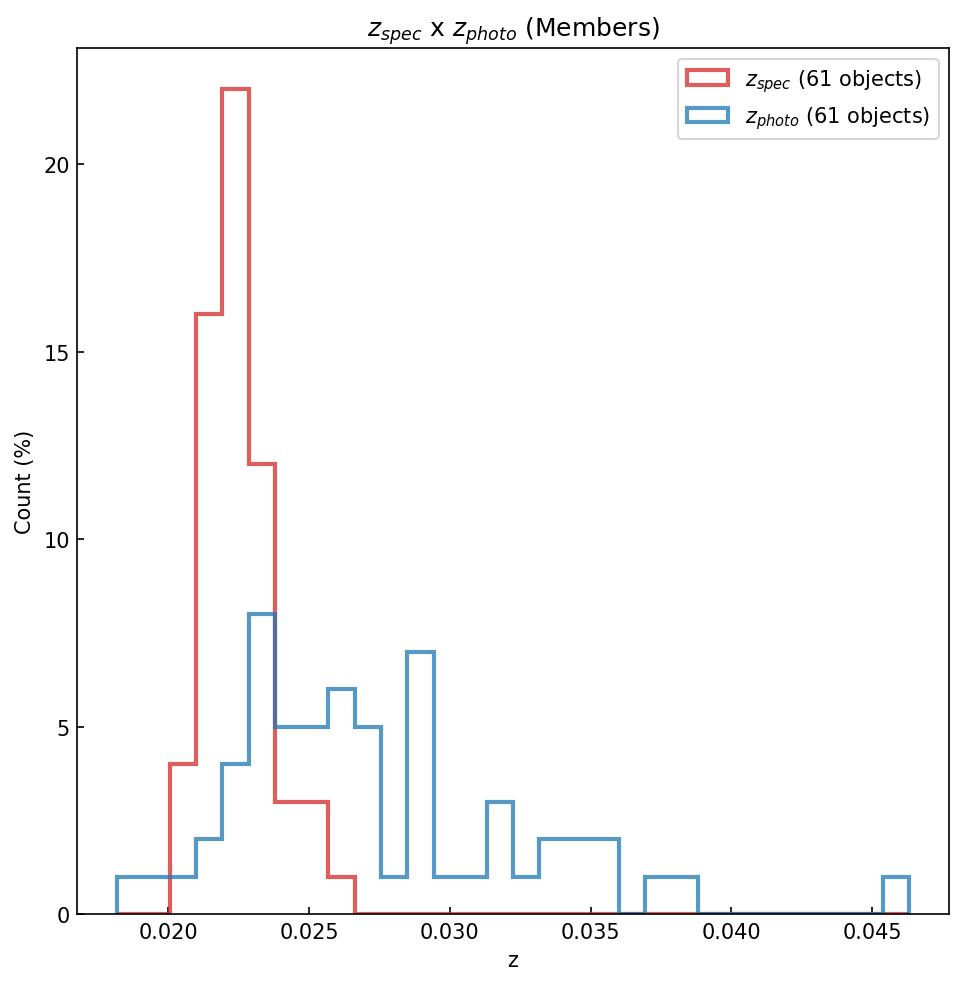 z_spec x z_photo (Members)
z_spec (61 objects)
z_photo (61 objects)
Count (%)
20
15
10
5
0
0.020 0.025 0.030 0.035 0.040 0.045
z